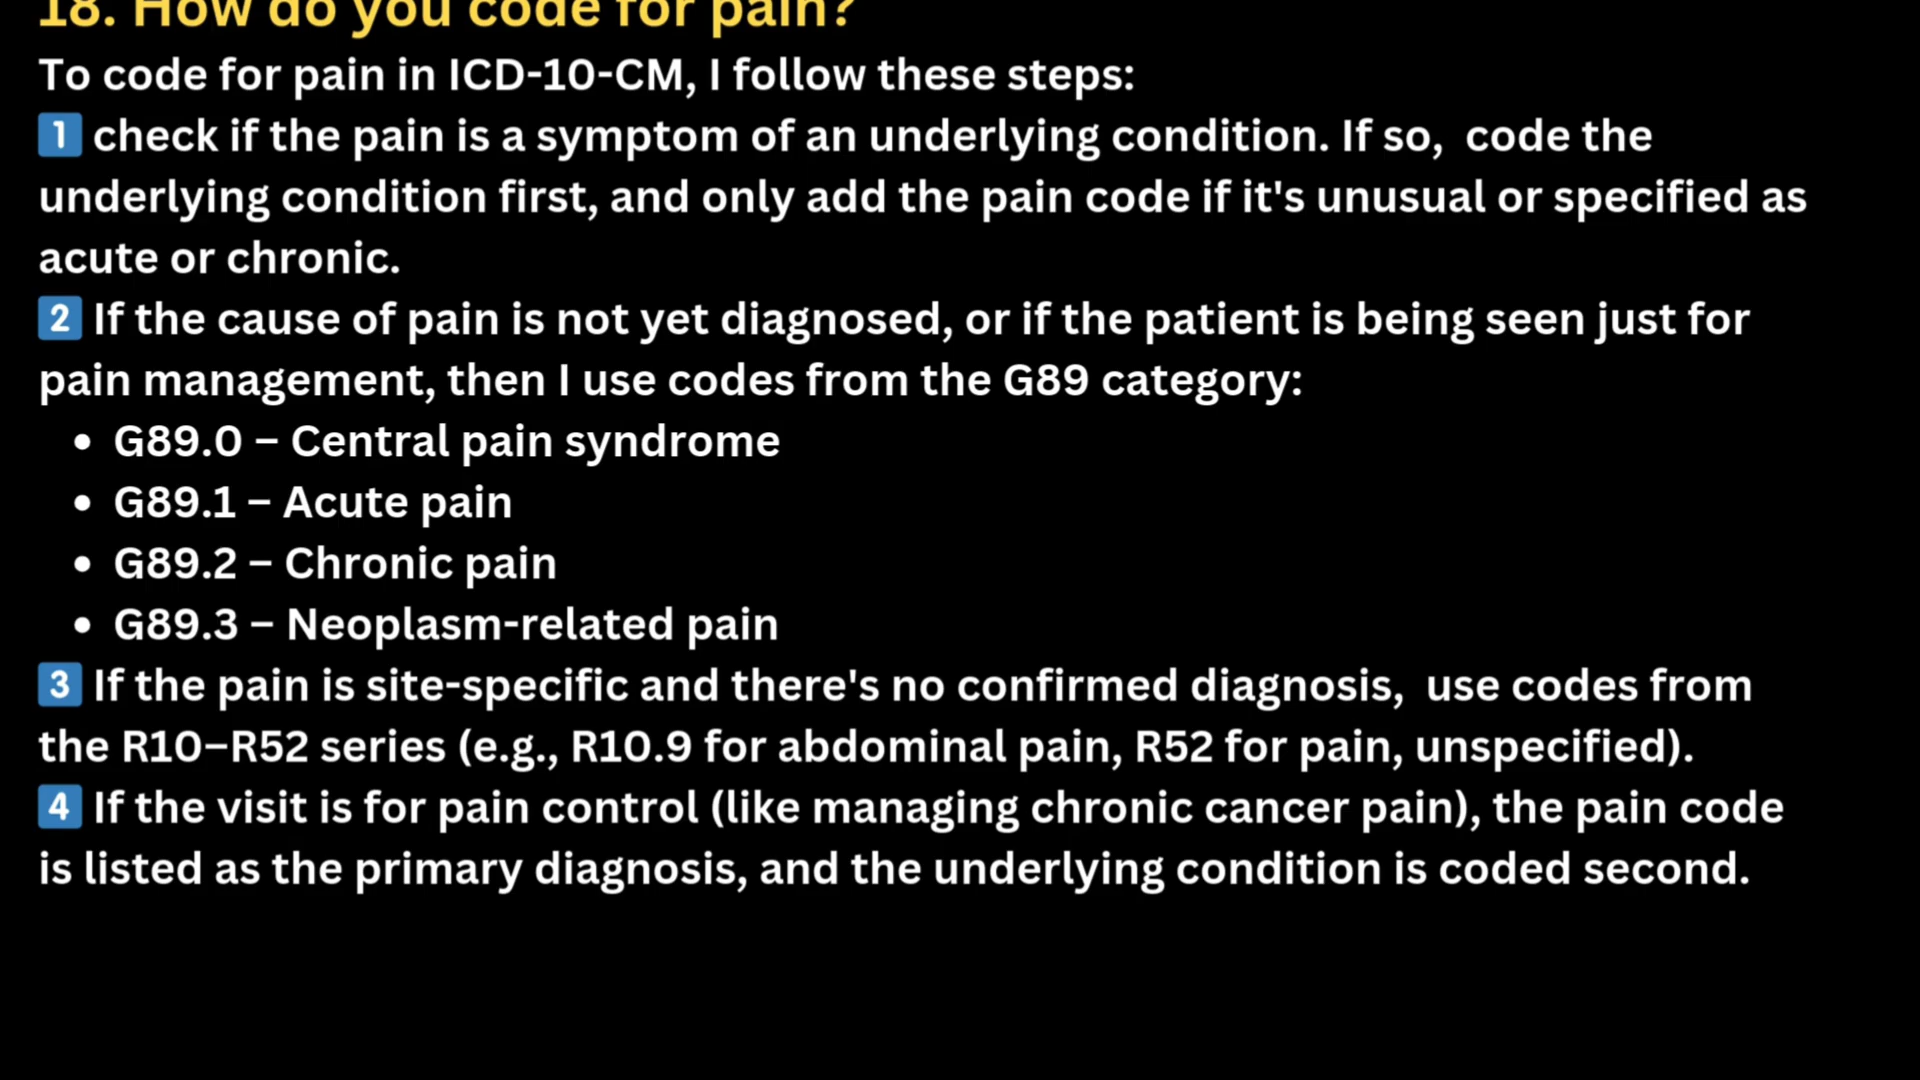 18. How do you code for pain?
To code for pain in ICD-10-CM, I follow these steps:
1 check if the pain is a symptom of an underlying condition. If so,  code the
underlying condition first, and only add the pain code if it's unusual or specified as
acute or chronic.
2 If the cause of pain is not yet diagnosed, or if the patient is being seen just for
pain management, then I use codes from the G89 category:
• G89.0 – Central pain syndrome
• G89.1 – Acute pain
• G89.2 – Chronic pain
• G89.3 – Neoplasm-related pain
3 If the pain is site-specific and there's no confirmed diagnosis,  use codes from
the R10–R52 series (e.g., R10.9 for abdominal pain, R52 for pain, unspecified).
4 If the visit is for pain control (like managing chronic cancer pain), the pain code
is listed as the primary diagnosis, and the underlying condition is coded second.